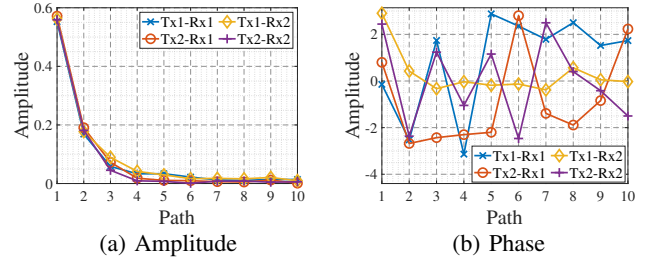 Amplitude
0.6
0.4
0.2
0
Tx1-Rx1 Tx1-Rx2
Tx2-Rx1 Tx2-Rx2
1 2 3 4 5 6 7 8 9 10
Path
(a) Amplitude
Amplitude
4
2
0
-2
-4
Tx1-Rx1 Tx1-Rx2
Tx2-Rx1 Tx2-Rx2
1 2 3 4 5 6 7 8 9 10
Path
(b) Phase